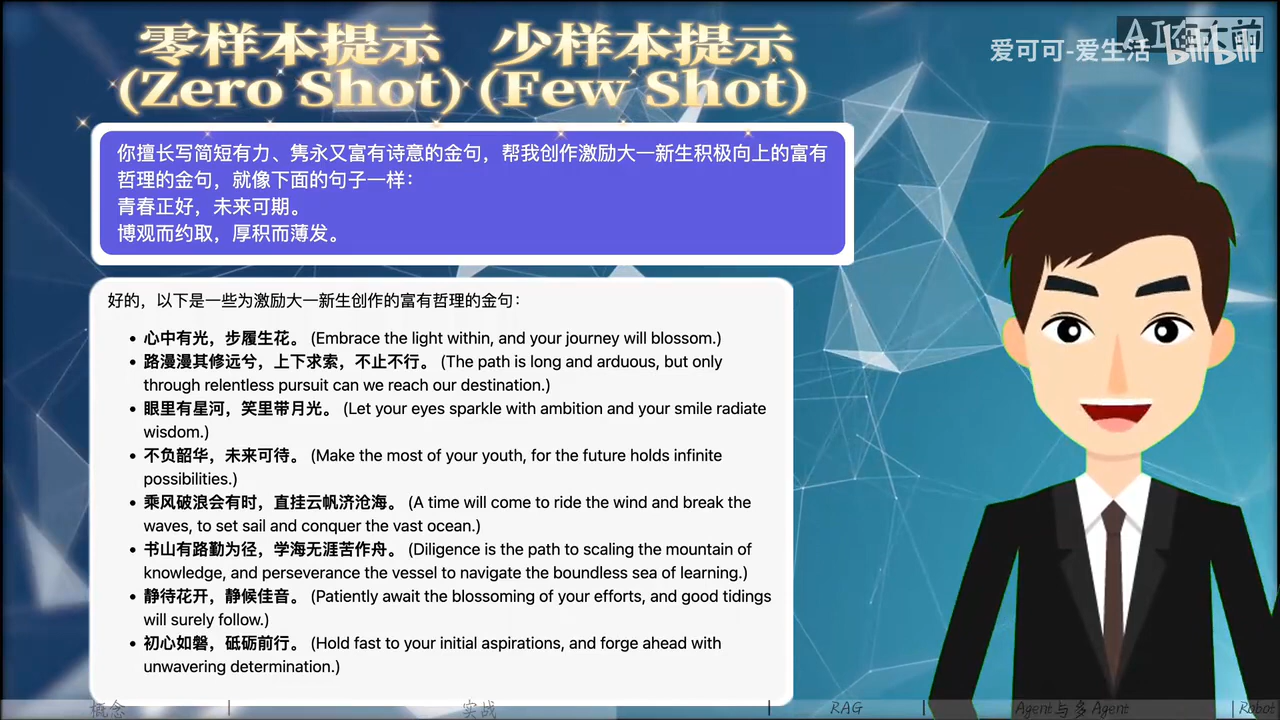 零样本提示 少样本提示
(Zero Shot) (Few Shot)
爱可可-爱生活
你擅长写简短有力、隽永又富有诗意的金句，帮我创作激励大一新生积极向上的富有
哲理的金句，就像下面的句子一样：
青春正好，未来可期。
博观而约取，厚积而薄发。
好的，以下是一些为激励大一新生创作的富有哲理的金句：
• 心中有光，步履生花。 (Embrace the light within, and your journey will blossom.)
• 路漫漫其修远兮，上下求索，不止不行。 (The path is long and arduous, but only
through relentless pursuit can we reach our destination.)
• 眼里有星河，笑里带月光。 (Let your eyes sparkle with ambition and your smile radiate
wisdom.)
• 不负韶华，未来可待。 (Make the most of your youth, for the future holds infinite
possibilities.)
• 乘风破浪会有时，直挂云帆济沧海。 (A time will come to ride the wind and break the
waves, to set sail and conquer the vast ocean.)
• 书山有路勤为径，学海无涯苦作舟。 (Diligence is the path to scaling the mountain of
knowledge, and perseverance the vessel to navigate the boundless sea of learning.)
• 静待花开，静候佳音。 (Patiently await the blossoming of your efforts, and good tidings
will surely follow.)
• 初心如磐，砥砺前行。 (Hold fast to your initial aspirations, and forge ahead with
unwavering determination.)
概念 实战 RAG Agent与多Agent Robot